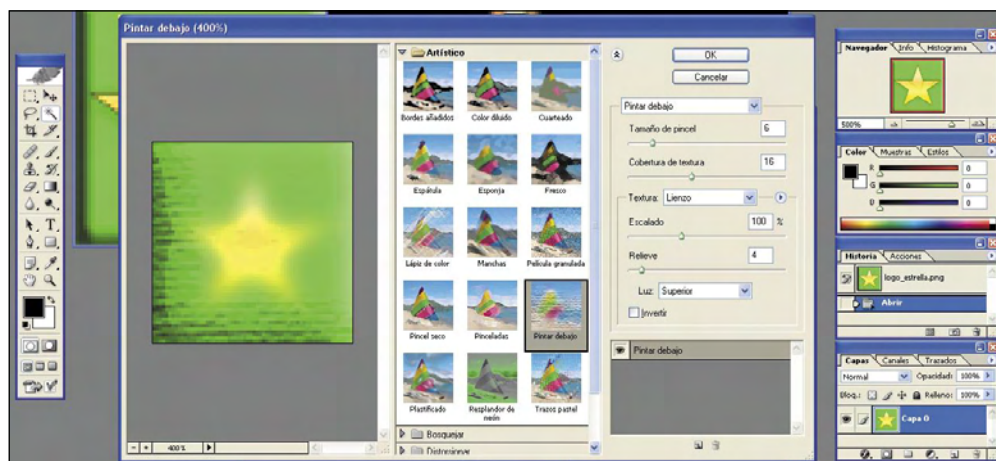 Pintar debajo (400%)
400%
Artístico
Bordes añadidos
Color diluido
Cuarteado
Espátula
Esponja
Fresco
Lápiz de color
Manchas
Película granulada
Pincel seco
Pinceladas
Pintar debajo
Plastificado
Resplandor de neón
Trazos pastel
Bosquejar
OK
Cancelar
Pintar debajo
Tamaño de pincel 6
Cobertura de textura 16
Textura: Lienzo
Escalado 100 %
Relieve 4
Luz: Superior
Invertir
Pintar debajo
Navegador Info Histograma
500%
Color Muestras Estilos
R 0
G 0
B 0
Historia Acciones
logo_estrella.png
Abrir
Capas Canales Trazados
Normal Opacidad: 100%
Bloq.: Relleno: 100%
Capa 0